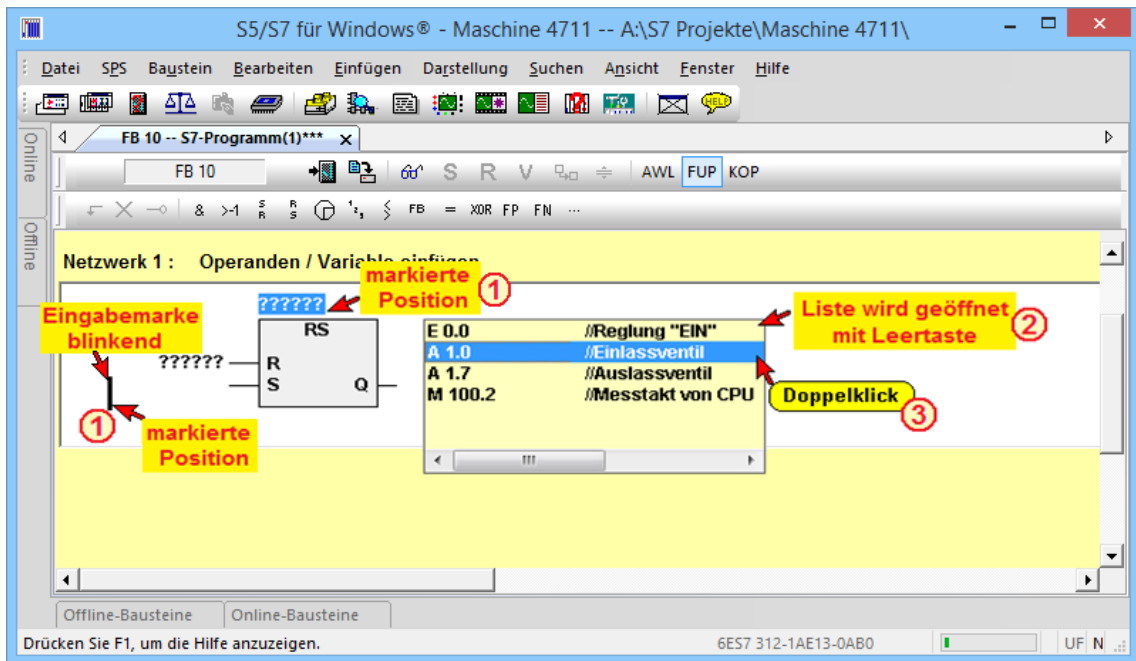 S5/S7 für Windows® - Maschine 4711 -- A:\S7 Projekte\Maschine 4711\
Datei SPS Baustein Bearbeiten Einfügen Darstellung Suchen Ansicht Fenster Hilfe
HELP
Online
Offline
FB 10 -- S7-Programm(1)*** x
FB 10 S R V AWL FUP KOP
& >-1 S R R S FB = XOR FP FN ...
Netzwerk 1 : Operanden / Variable einfügen
markierte
Position 1
??????
Eingabemarke
blinkend
RS
?????? R
S Q
1
markierte
Position
E 0.0 //Reglung "EIN"
A 1.0 //Einlassventil
A 1.7 //Auslassventil
M 100.2 //Messtakt von CPU
Liste wird geöffnet
mit Leertaste 2
Doppelklick
3
Offline-Bausteine Online-Bausteine
Drücken Sie F1, um die Hilfe anzuzeigen. 6ES7 312-1AE13-0AB0 UF N